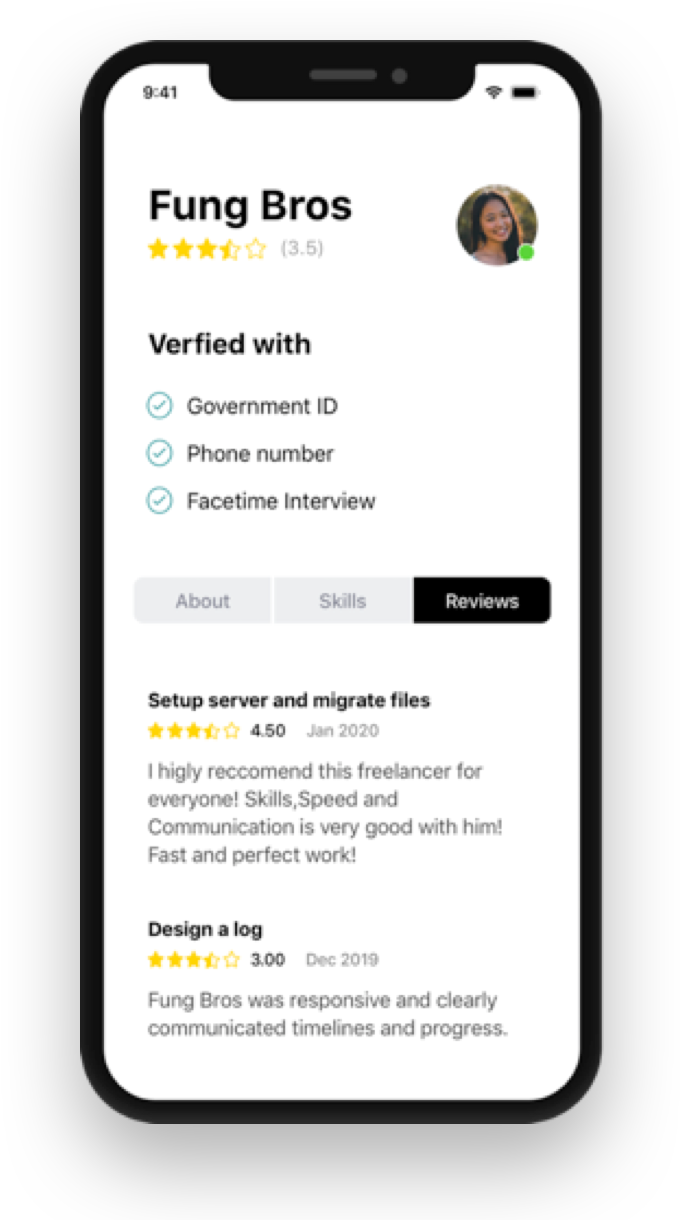 9:41
Fung Bros
(3.5)
Verfied with
Government ID
Phone number
Facetime Interview
About Skills Reviews
Setup server and migrate files
4.50 Jan 2020
I higly reccomend this freelancer for
everyone! Skills,Speed and
Communication is very good with him!
Fast and perfect work!
Design a log
3.00 Dec 2019
Fung Bros was responsive and clearly
communicated timelines and progress.